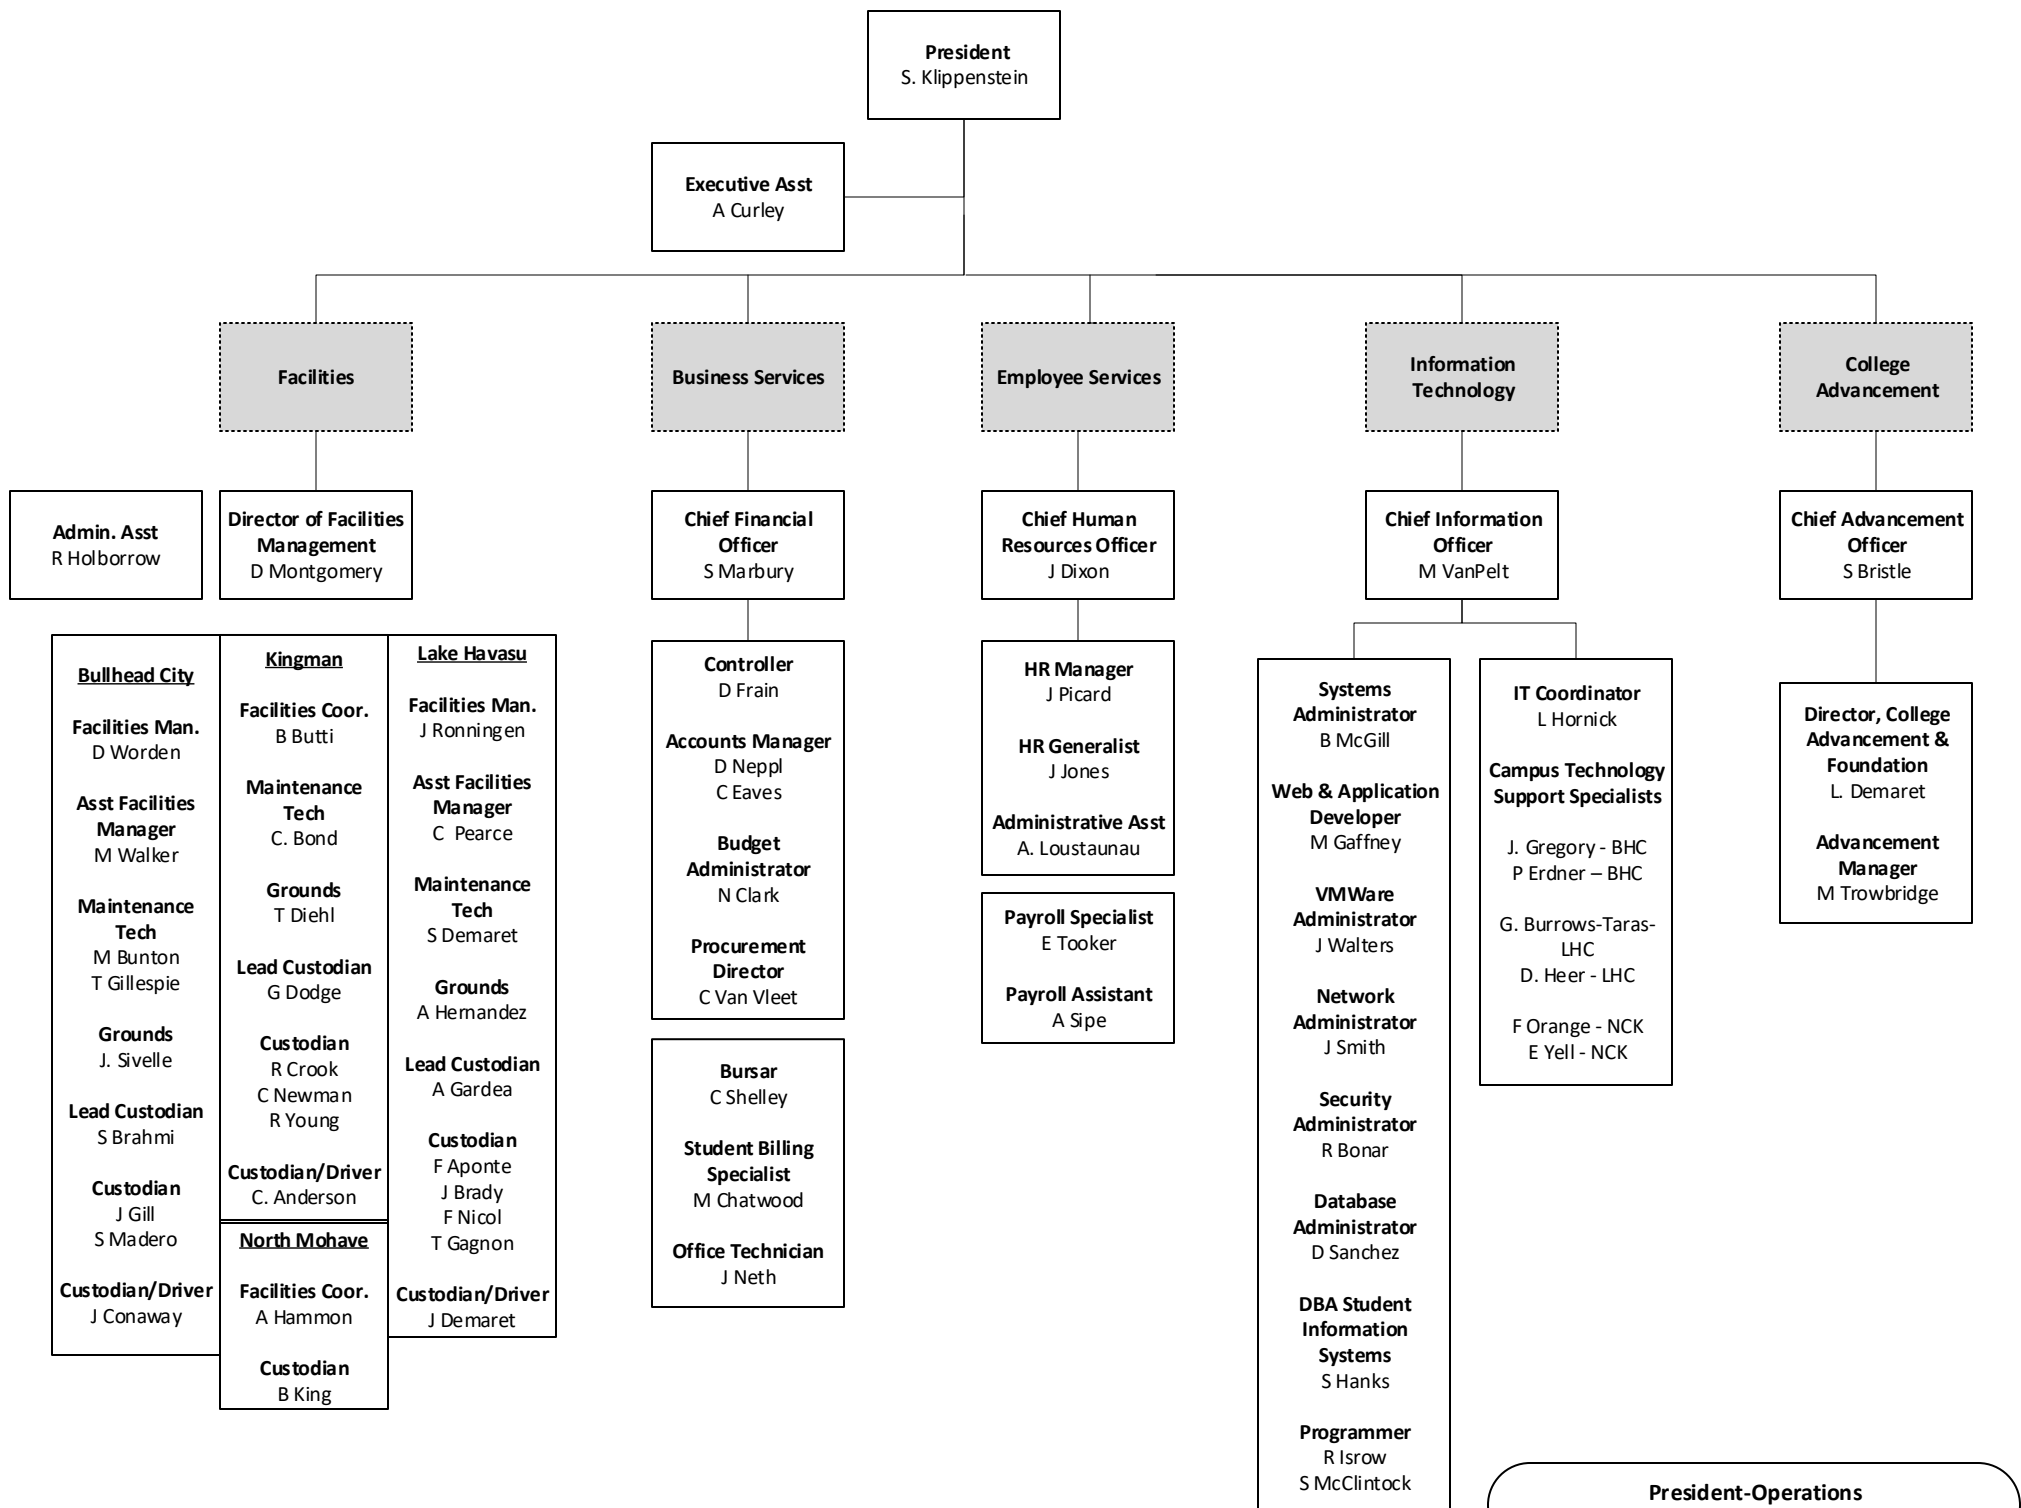 President
S. Klippenstein
Executive Asst
A Curley
Facilities
Business Services
Employee Services
Information
Technology
College
Advancement
Admin. Asst
R Holborrow
Director of Facilities
Management
D Montgomery
Chief Financial
Officer
S Marbury
Chief Human
Resources Officer
J Dixon
Chief Information
Officer
M VanPelt
Chief Advancement
Officer
S Bristle
Bullhead City
Facilities Man.
D Worden
Asst Facilities
Manager
M Walker
Maintenance
Tech
M Bunton
T Gillespie
Grounds
J. Sivelle
Lead Custodian
S Brahmi
Custodian
J Gill
S Madero
Custodian/Driver
J Conaway
Kingman
Facilities Coor.
B Butti
Maintenance
Tech
C. Bond
Grounds
T Diehl
Lead Custodian
G Dodge
Custodian
R Crook
C Newman
R Young
Custodian/Driver
C. Anderson
North Mohave
Facilities Coor.
A Hammon
Custodian
B King
Lake Havasu
Facilities Man.
J Ronningen
Asst Facilities
Manager
C  Pearce
Maintenance
Tech
S Demaret
Grounds
A Hernandez
Lead Custodian
A Gardea
Custodian
F Aponte
J Brady
F Nicol
T Gagnon
Custodian/Driver
J Demaret
Controller
D Frain
Accounts Manager
D Neppl
C Eaves
Budget
Administrator
N Clark
Procurement
Director
C Van Vleet
Bursar
C Shelley
Student Billing
Specialist
M Chatwood
Office Technician
J Neth
HR Manager
J Picard
HR Generalist
J Jones
Administrative Asst
A. Loustaunau
Payroll Specialist
E Tooker
Payroll Assistant
A Sipe
Systems
Administrator
B McGill
Web & Application
Developer
M Gaffney
VMWare
Administrator
J Walters
Network
Administrator
J Smith
Security
Administrator
R Bonar
Database
Administrator
D Sanchez
DBA Student
Information
Systems
S Hanks
Programmer
R Isrow
S McClintock
IT Coordinator
L Hornick
Campus Technology
Support Specialists
J. Gregory - BHC
P Erdner – BHC
G. Burrows-Taras-
LHC
D. Heer - LHC
F Orange - NCK
E Yell - NCK
Director, College
Advancement &
Foundation
L. Demaret
Advancement
Manager
M Trowbridge
President-Operations